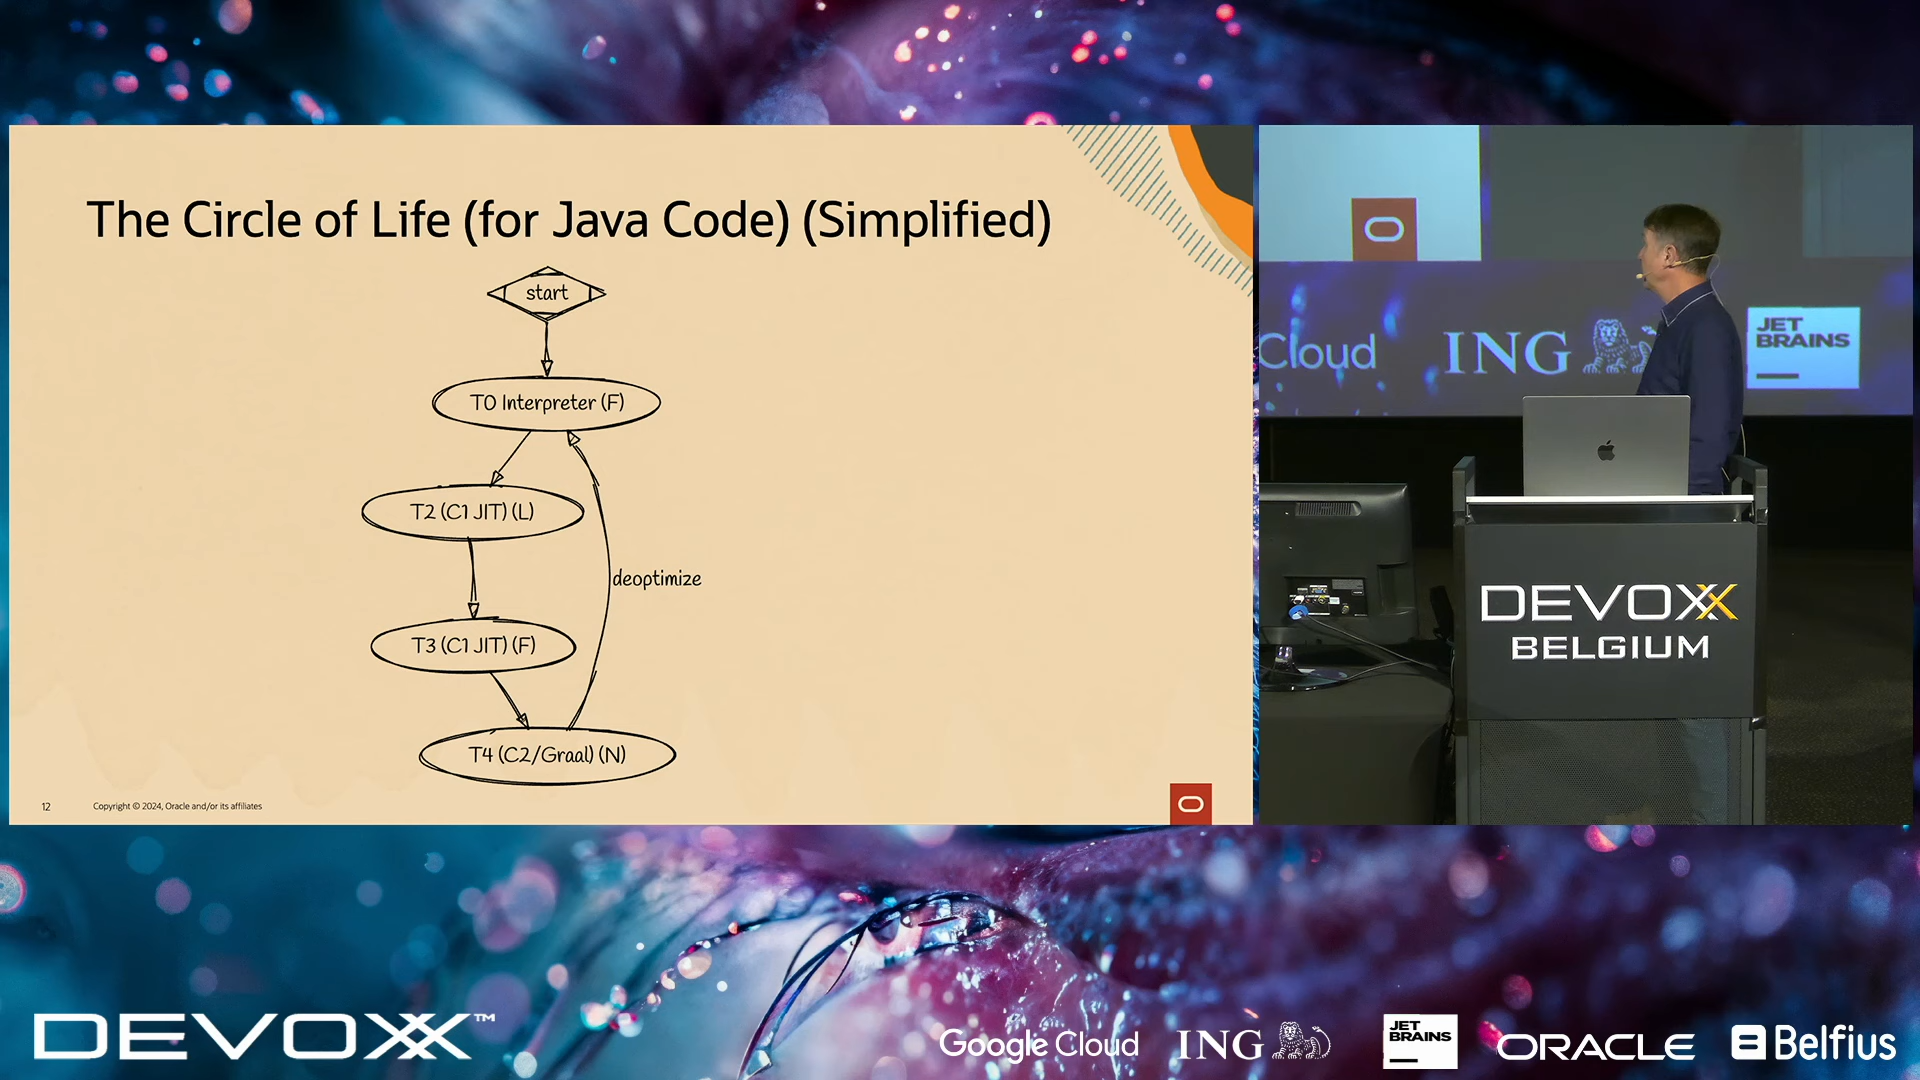 The Circle of Life (for Java Code) (Simplified)
start
T0 Interpreter (F)
T2 (C1 JIT) (L)
deoptimize
T3 (C1 JIT) (F)
T4 (C2/Graal) (N)
12
Copyright © 2024, Oracle and/or its affiliates
Cloud
ING
JET
BRAINS
DEVOXX
BELGIUM
DEVOXX™
Google Cloud
ING
JET
BRAINS
ORACLE
Belfius